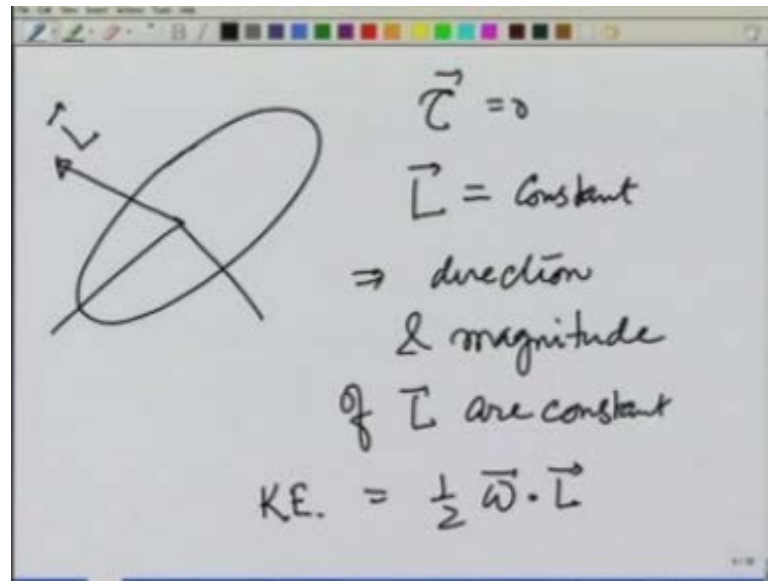 L
τ = 0
L = Constant
⇒ direction
& magnitude
of L are constant
K.E. = 1/2 ω · L